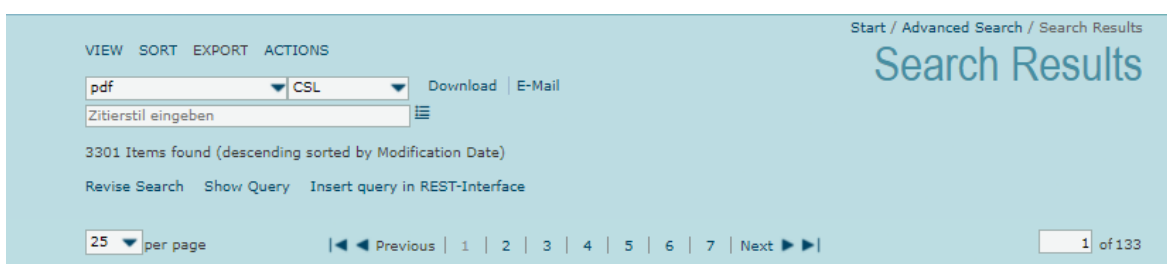 Start / Advanced Search / Search Results
Search Results
VIEW SORT EXPORT ACTIONS
pdf CSL Download E-Mail
Zitierstil eingeben
3301 Items found (descending sorted by Modification Date)
Revise Search Show Query Insert query in REST-Interface
25 per page Previous 1 2 3 4 5 6 7 Next 1 of 133